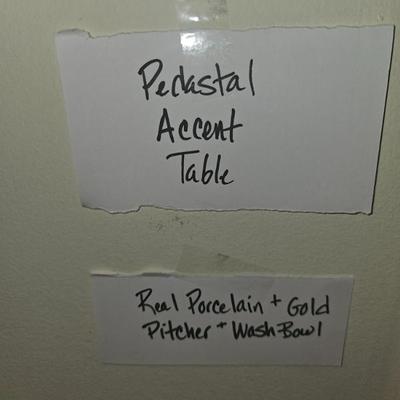 Pedastal
Accent
Table
Real Porcelain + Gold
Pitcher + Wash Bowl